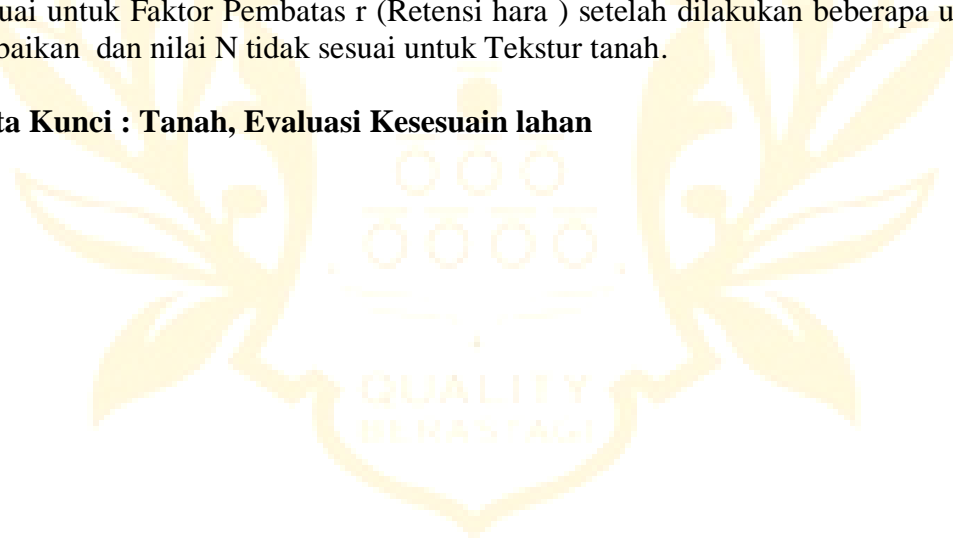 uai untuk Faktor Pembatas r (Retensi hara ) setelah dilakukan beberapa u
baikan dan nilai N tidak sesuai untuk Tekstur tanah.
ta Kunci : Tanah, Evaluasi Kesesuain lahan
QUALITY
BERASTAGI